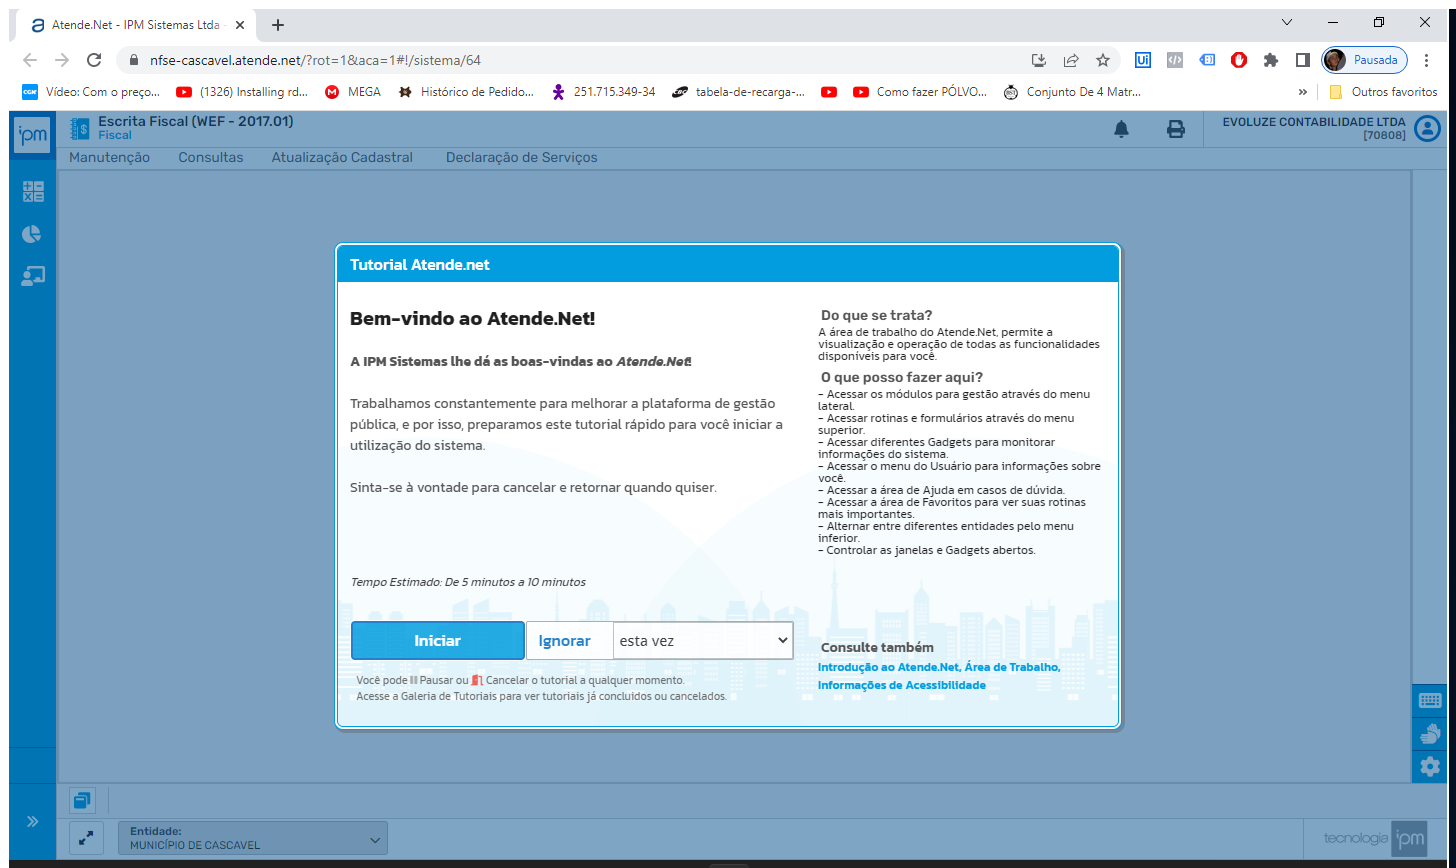 Atende.Net - IPM Sistemas Ltda -
nfse-cascavel.atende.net/?rot=1&aca=1#!/sistema/64
Ui
Pausada
CGN Vídeo: Com o preço...
(1326) Installing rd...
MEGA
Histórico de Pedido...
251.715.349-34
tabela-de-recarga-...
Como fazer PÓLVO...
Conjunto De 4 Matr...
»
Outros favoritos
ipm
Escrita Fiscal (WEF - 2017.01)
Fiscal
EVOLUZE CONTABILIDADE LTDA
[70808]
Manutenção Consultas Atualização Cadastral Declaração de Serviços
Tutorial Atende.net
Bem-vindo ao Atende.Net!
A IPM Sistemas lhe dá as boas-vindas ao Atende.Net!
Trabalhamos constantemente para melhorar a plataforma de gestão
pública, e por isso, preparamos este tutorial rápido para você iniciar a
utilização do sistema.
Sinta-se à vontade para cancelar e retornar quando quiser.
Tempo Estimado: De 5 minutos a 10 minutos
Iniciar Ignorar esta vez
Você pode Pausar ou Cancelar o tutorial a qualquer momento.
Acesse a Galeria de Tutoriais para ver tutoriais já concluídos ou cancelados.
Do que se trata?
A área de trabalho do Atende.Net, permite a
visualização e operação de todas as funcionalidades
disponíveis para você.
O que posso fazer aqui?
- Acessar os módulos para gestão através do menu
lateral.
- Acessar rotinas e formulários através do menu
superior.
- Acessar diferentes Gadgets para monitorar
informações do sistema.
- Acessar o menu do Usuário para informações sobre
você.
- Acessar a área de Ajuda em casos de dúvida.
- Acessar a área de Favoritos para ver suas rotinas
mais importantes.
- Alternar entre diferentes entidades pelo menu
inferior.
- Controlar as janelas e Gadgets abertos.
Consulte também
Introdução ao Atende.Net, Área de Trabalho,
Informações de Acessibilidade
Entidade:
MUNICÍPIO DE CASCAVEL
tecnologia ipm